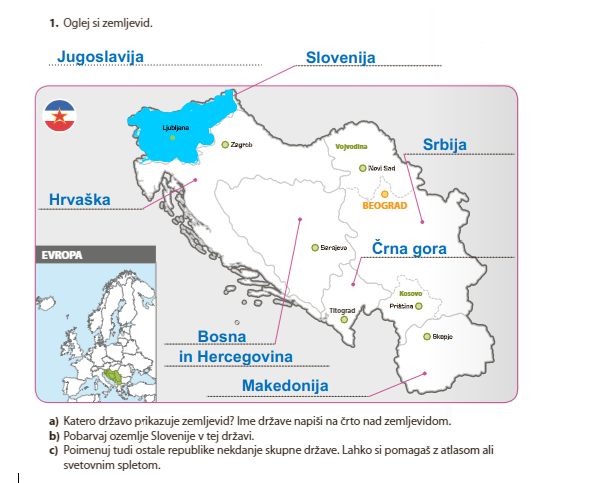 1. Oglej si zemljevid.
Jugoslavija
Slovenija
Ljubljana
Zagreb
Vojvodina
Srbija
Novi Sad
Hrvaška
BEOGRAD
Sarajevo
Črna gora
EVROPA
Kosovo
Priština
Titograd
Bosna
in Hercegovina
Skopje
Makedonija
a) Katero državo prikazuje zemljevid? Ime države napiši na črto nad zemljevidom.
b) Pobarvaj ozemlje Slovenije v tej državi.
c) Poimenuj tudi ostale republike nekdanje skupne države. Lahko si pomagaš z atlasom ali
svetovnim spletom.